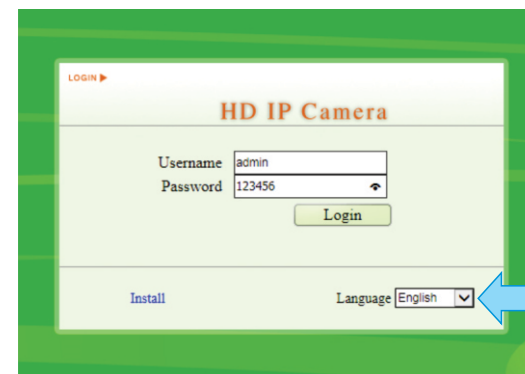 LOGIN
HD IP Camera
Username admin
Password 123456
Login
Install Language English